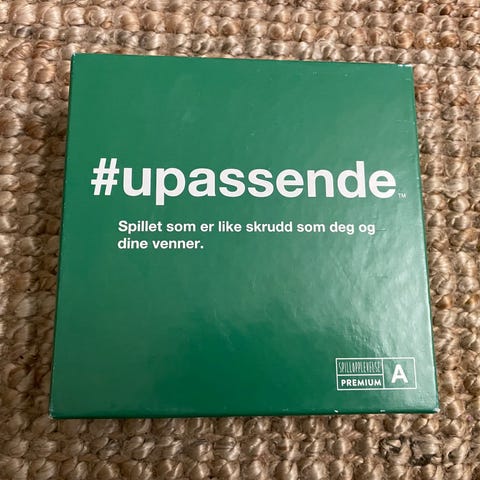 #upassende™
Spillet som er like skrudd som deg og
dine venner.
SPILLOPPLEVELSE
PREMIUM
A